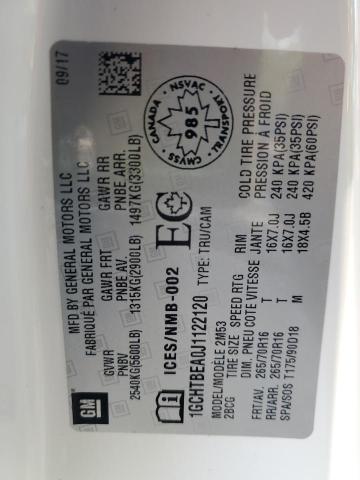 MFD BY GENERAL MOTORS LLC 09/17
FABRIQUÉ PAR GENERAL MOTORS LLC
GVWR GAWR FRT GAWR RR
PNBV PNBE AV. PNBE ARR.
2540KG(5600LB) 1315KG(2900LB) 1497KG(3300LB)
GM
ICES/NMB-002
CANADA NSVAC TRANSPORT CMVSS
985
1GCHTBEA0J1122120 TYPE: TRU/CAM
MODEL/MODÈLE 2M53
2BCG
TIRE SIZE SPEED RTG RIM COLD TIRE PRESSURE
DIM. PNEU COTE VITESSE JANTE PRESSION À FROID
FRT/AV. 265/70R16 T 16X7.0J 240 KPA(35PSI)
RR/ARR. 265/70R16 T 16X7.0J 240 KPA(35PSI)
SPA/SOS T175/90D18 M 18X4.5B 420 KPA(60PSI)